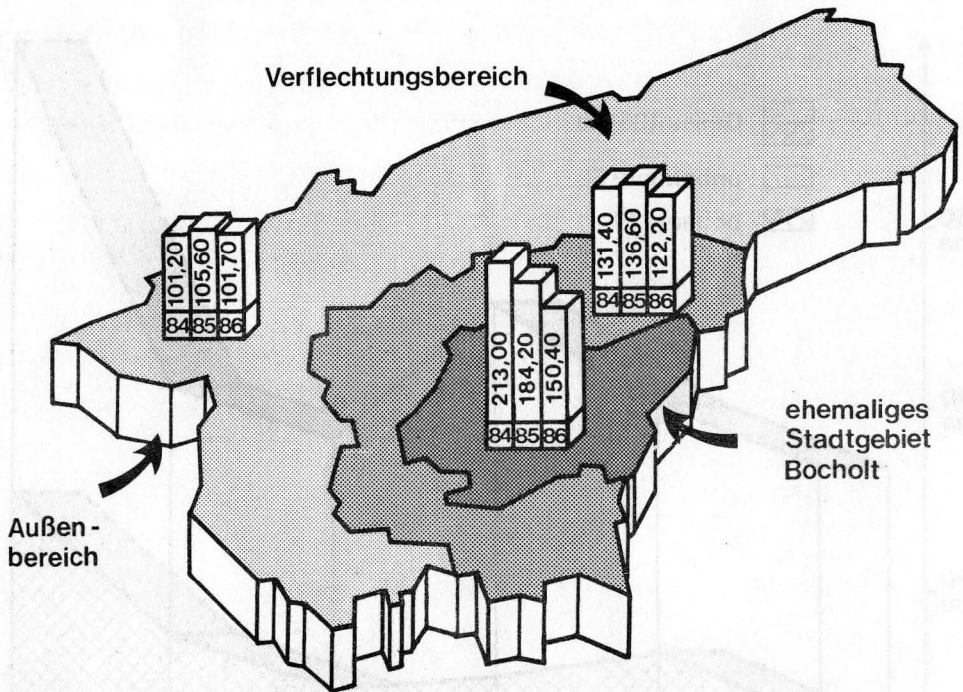 Verflechtungsbereich
101,20 105,60 101,70
84 85 86
131,40 136,60 122,20
84 85 86
213,00 184,20 150,40
84 85 86
ehemaliges
Stadtgebiet
Bocholt
Außen-
bereich